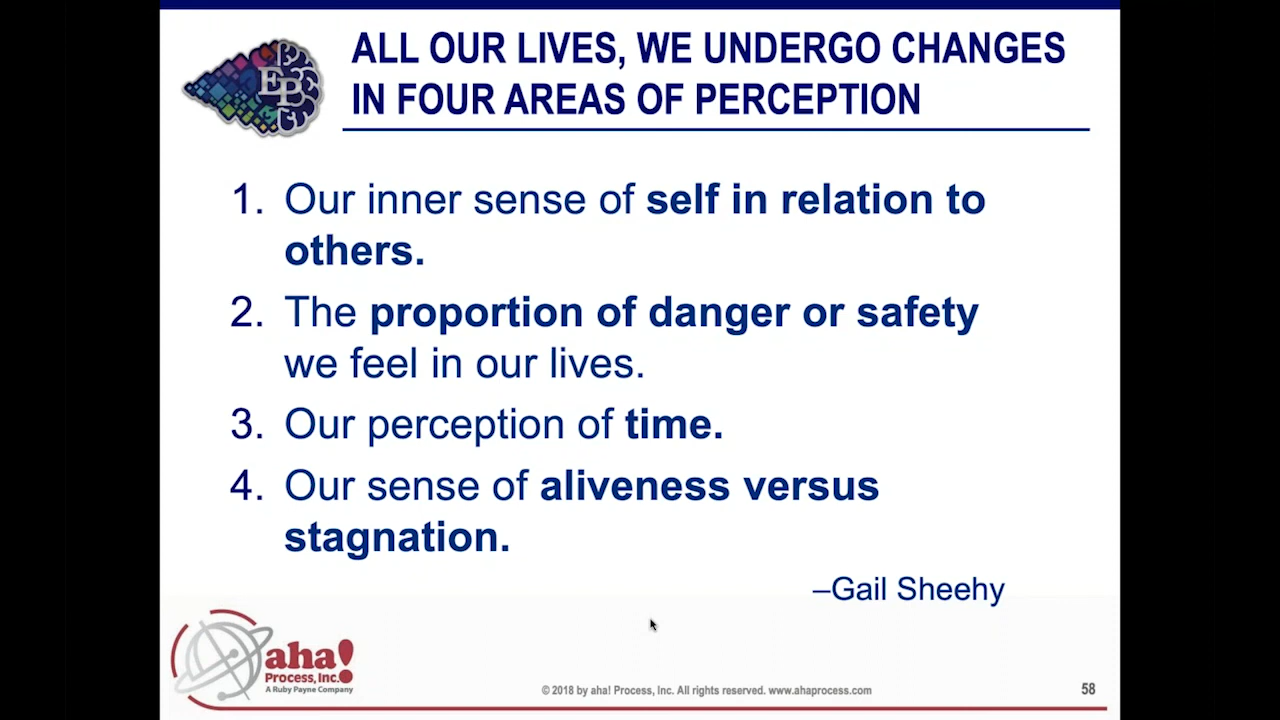 EP
ALL OUR LIVES, WE UNDERGO CHANGES
IN FOUR AREAS OF PERCEPTION
1. Our inner sense of self in relation to
others.
2. The proportion of danger or safety
we feel in our lives.
3. Our perception of time.
4. Our sense of aliveness versus
stagnation.
–Gail Sheehy
aha!
Process, Inc.
A Ruby Payne Company
© 2018 by aha! Process, Inc. All rights reserved. www.ahaprocess.com
58